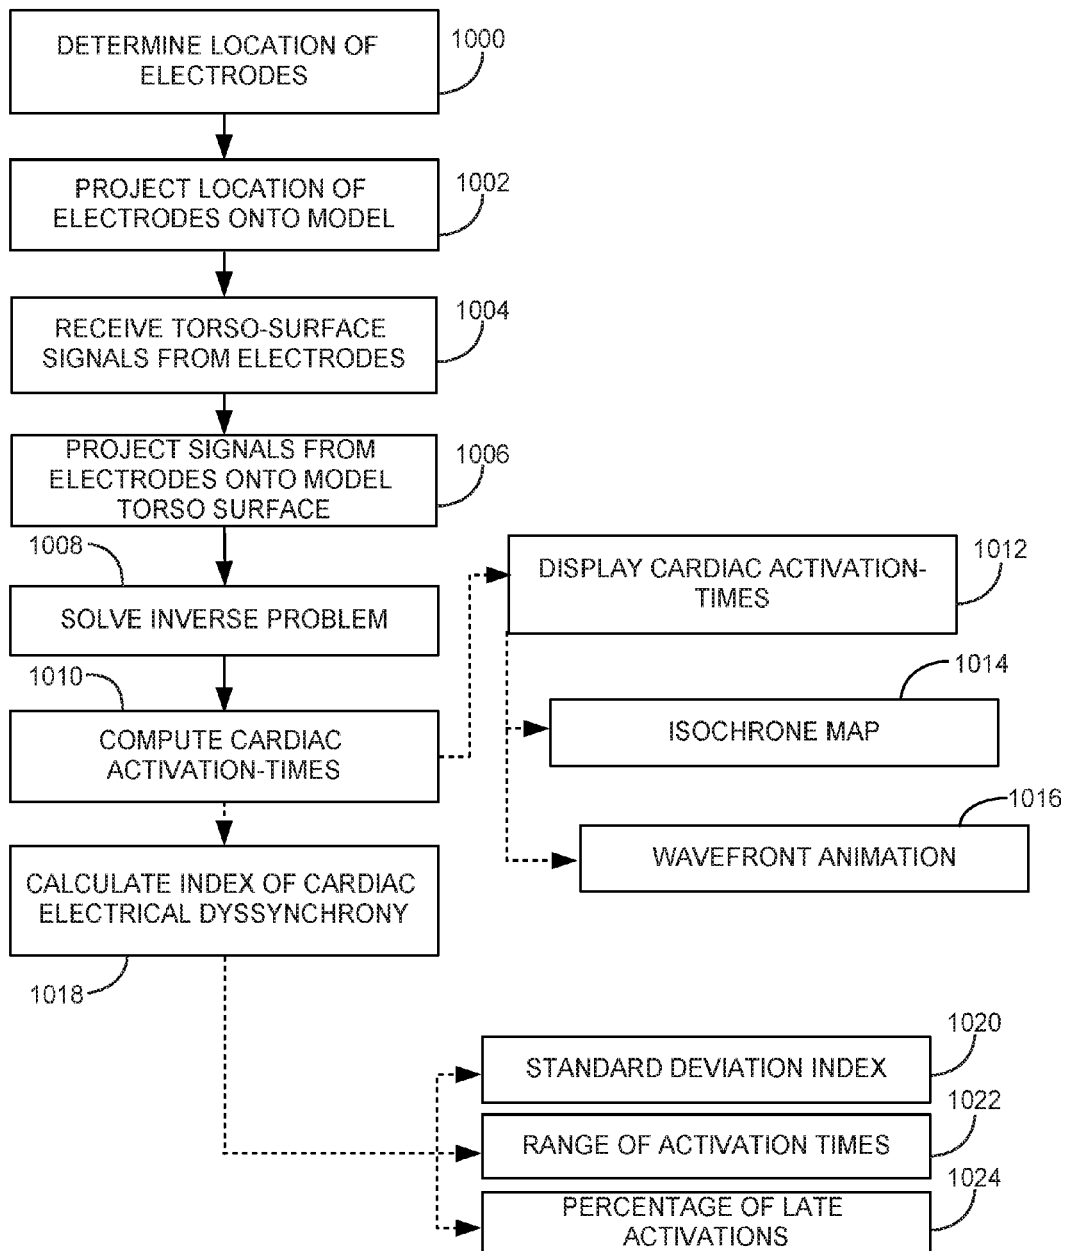 DETERMINE LOCATION OF
ELECTRODES
1000
PROJECT LOCATION OF
ELECTRODES ONTO MODEL
1002
RECEIVE TORSO-SURFACE
SIGNALS FROM ELECTRODES
1004
PROJECT SIGNALS FROM
ELECTRODES ONTO MODEL
TORSO SURFACE
1006
1008
SOLVE INVERSE PROBLEM
1010
COMPUTE CARDIAC
ACTIVATION-TIMES
DISPLAY CARDIAC ACTIVATION-
TIMES
1012
1014
ISOCHRONE MAP
1016
WAVEFRONT ANIMATION
CALCULATE INDEX OF CARDIAC
ELECTRICAL DYSSYNCHRONY
1018
1020
STANDARD DEVIATION INDEX
1022
RANGE OF ACTIVATION TIMES
1024
PERCENTAGE OF LATE
ACTIVATIONS